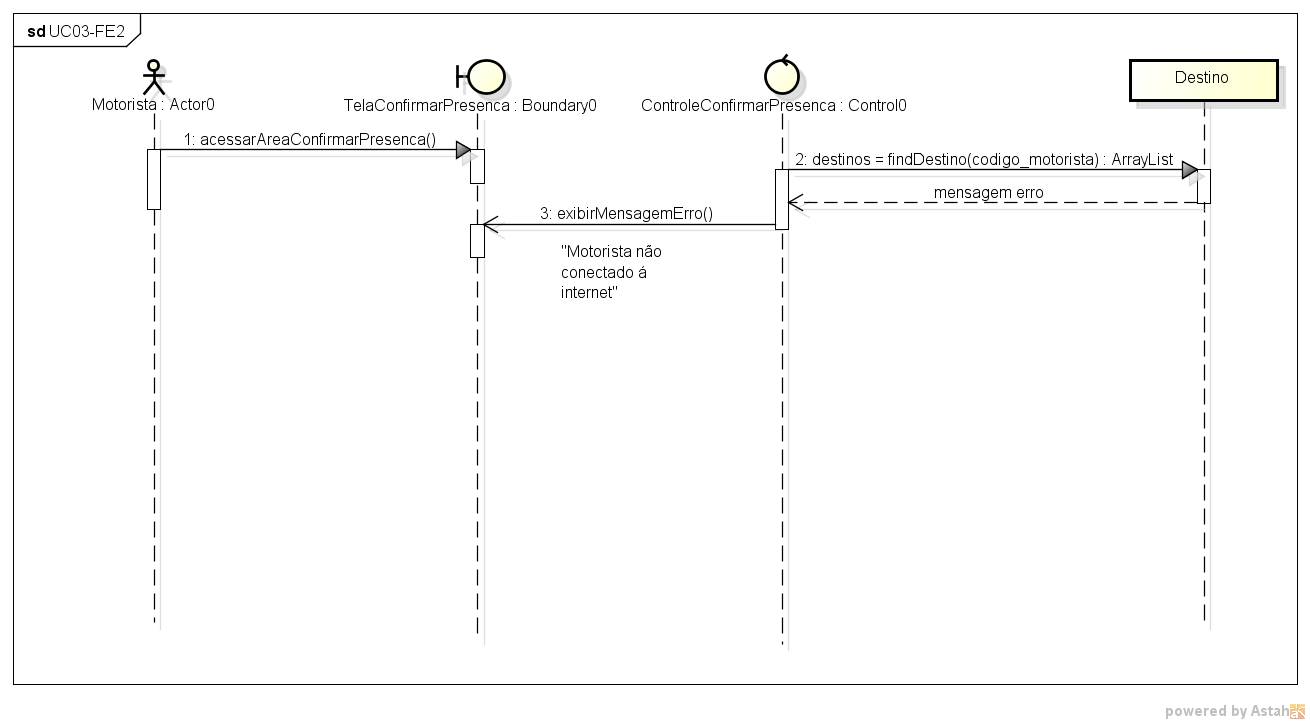 sd UC03-FE2
Motorista : Actor0
TelaConfirmarPresenca : Boundary0
ControleConfirmarPresenca : Control0
Destino
1: acessarAreaConfirmarPresenca()
2: destinos = findDestino(codigo_motorista) : ArrayList
mensagem erro
3: exibirMensagemErro()
"Motorista não
conectado á
internet"
powered by Astah